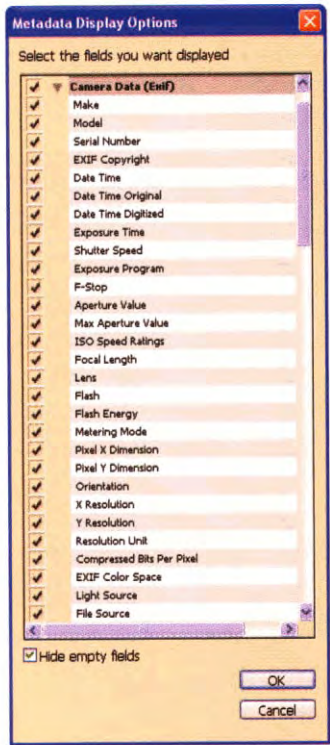 Metadata Display Options
Select the fields you want displayed
Camera Data (Exif)
Make
Model
Serial Number
EXIF Copyright
Date Time
Date Time Original
Date Time Digitized
Exposure Time
Shutter Speed
Exposure Program
F-Stop
Aperture Value
Max Aperture Value
ISO Speed Ratings
Focal Length
Lens
Flash
Flash Energy
Metering Mode
Pixel X Dimension
Pixel Y Dimension
Orientation
X Resolution
Y Resolution
Resolution Unit
Compressed Bits Per Pixel
EXIF Color Space
Light Source
File Source
Hide empty fields
OK
Cancel